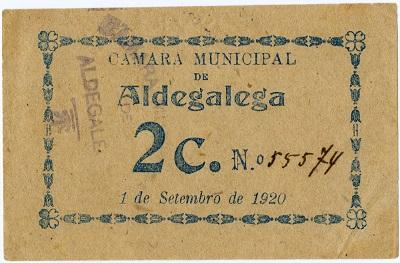 CAMARA MUNICIPAL
DE
Aldegalega
2c. N.º 55574
1 de Setembro de 1920
ALDEGALE